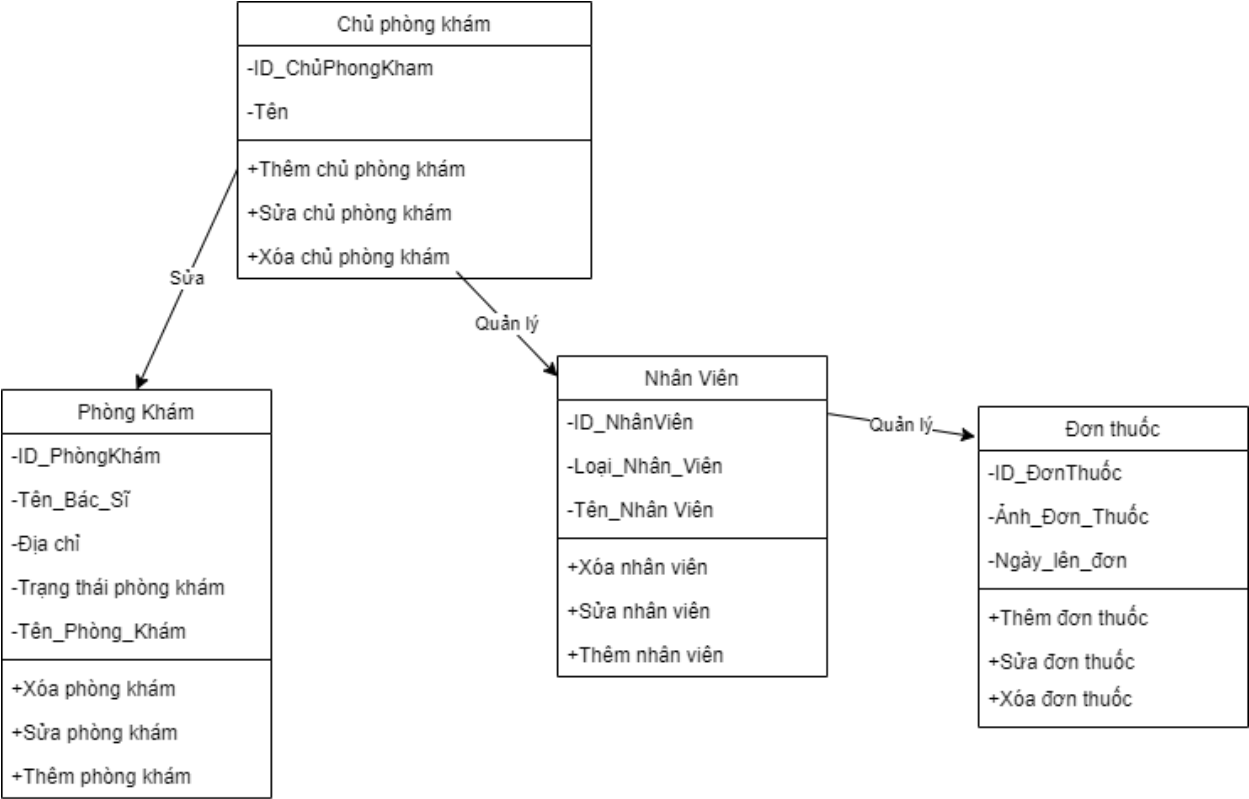 Chủ phòng khám
-ID_ChủPhongKham
-Tên
+Thêm chủ phòng khám
+Sửa chủ phòng khám
+Xóa chủ phòng khám
Sửa
Quản lý
Phòng Khám
-ID_PhòngKhám
-Tên_Bác_Sĩ
-Địa chỉ
-Trạng thái phòng khám
-Tên_Phòng_Khám
+Xóa phòng khám
+Sửa phòng khám
+Thêm phòng khám
Nhân Viên
-ID_NhânViên
-Loại_Nhân_Viên
-Tên_Nhân Viên
+Xóa nhân viên
+Sửa nhân viên
+Thêm nhân viên
Quản lý
Đơn thuốc
-ID_ĐơnThuốc
-Ảnh_Đơn_Thuốc
-Ngày_lên_đơn
+Thêm đơn thuốc
+Sửa đơn thuốc
+Xóa đơn thuốc